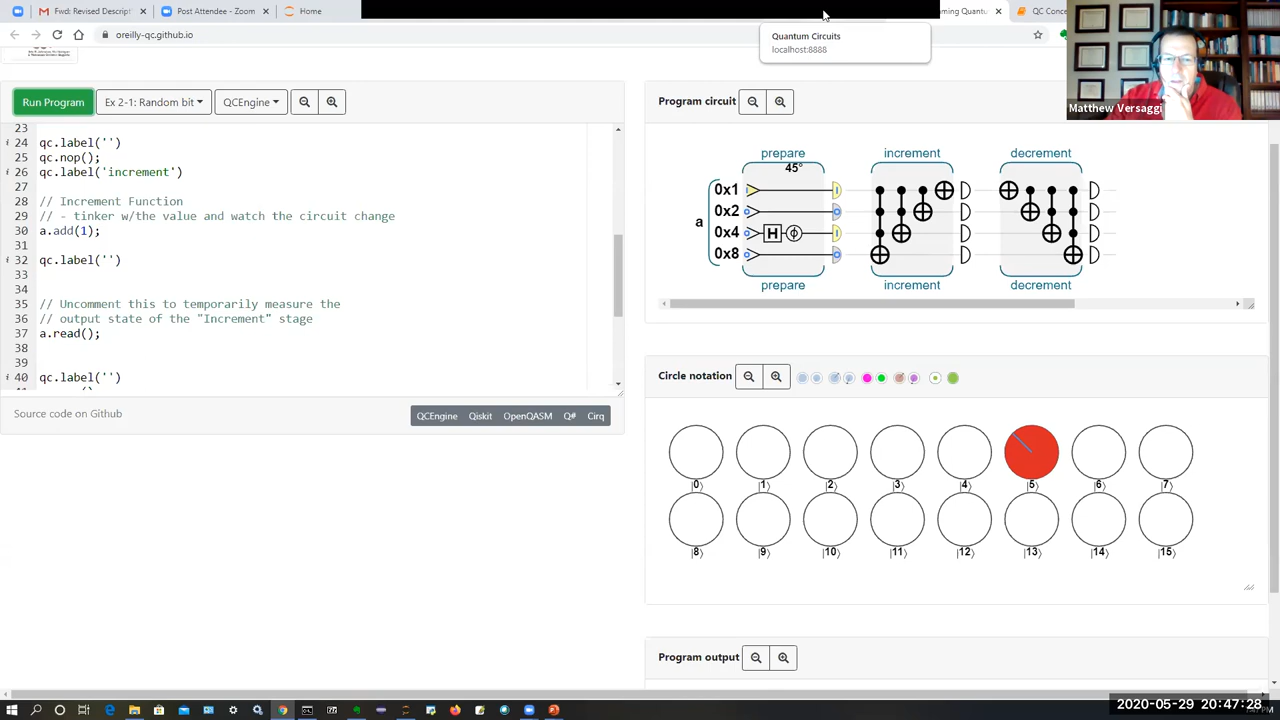 Fwd: Revised Descript
Post Attendee - Zoom
Home
ming Quantu
QC Conce
oreilly-qc.github.io
Quantum Circuits
localhost:8888
Matthew Versaggi
Run Program
Ex 2-1: Random bit
QCEngine
23
24 qc.label('')
25 qc.nop();
26 qc.label('increment')
27
28 // Increment Function
29 // - tinker w/the value and watch the circuit change
30 a.add(1);
32 qc.label('')
33
34
35 // Uncomment this to temporarily measure the
36 // output state of the "Increment" stage
37 a.read();
38
39
40 qc.label('')
Source code on Github
QCEngine Qiskit OpenQASM Q# Cirq
Program circuit
prepare increment decrement
45°
0x1
0x2
a
0x4 H ϕ
0x8
prepare increment decrement
Circle notation
|0⟩ |1⟩ |2⟩ |3⟩ |4⟩ |5⟩ |6⟩ |7⟩
|8⟩ |9⟩ |10⟩ |11⟩ |12⟩ |13⟩ |14⟩ |15⟩
Program output
2020-05-29 20:47:28